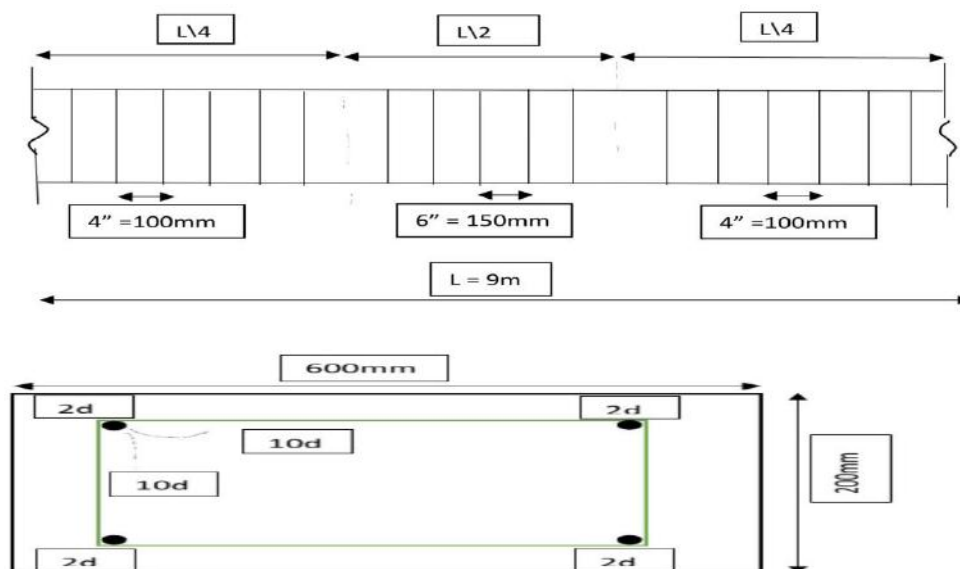 L\4
L\2
L\4
4” =100mm
6” = 150mm
4” =100mm
L = 9m
600mm
2d
2d
10d
10d
200mm
2d
2d